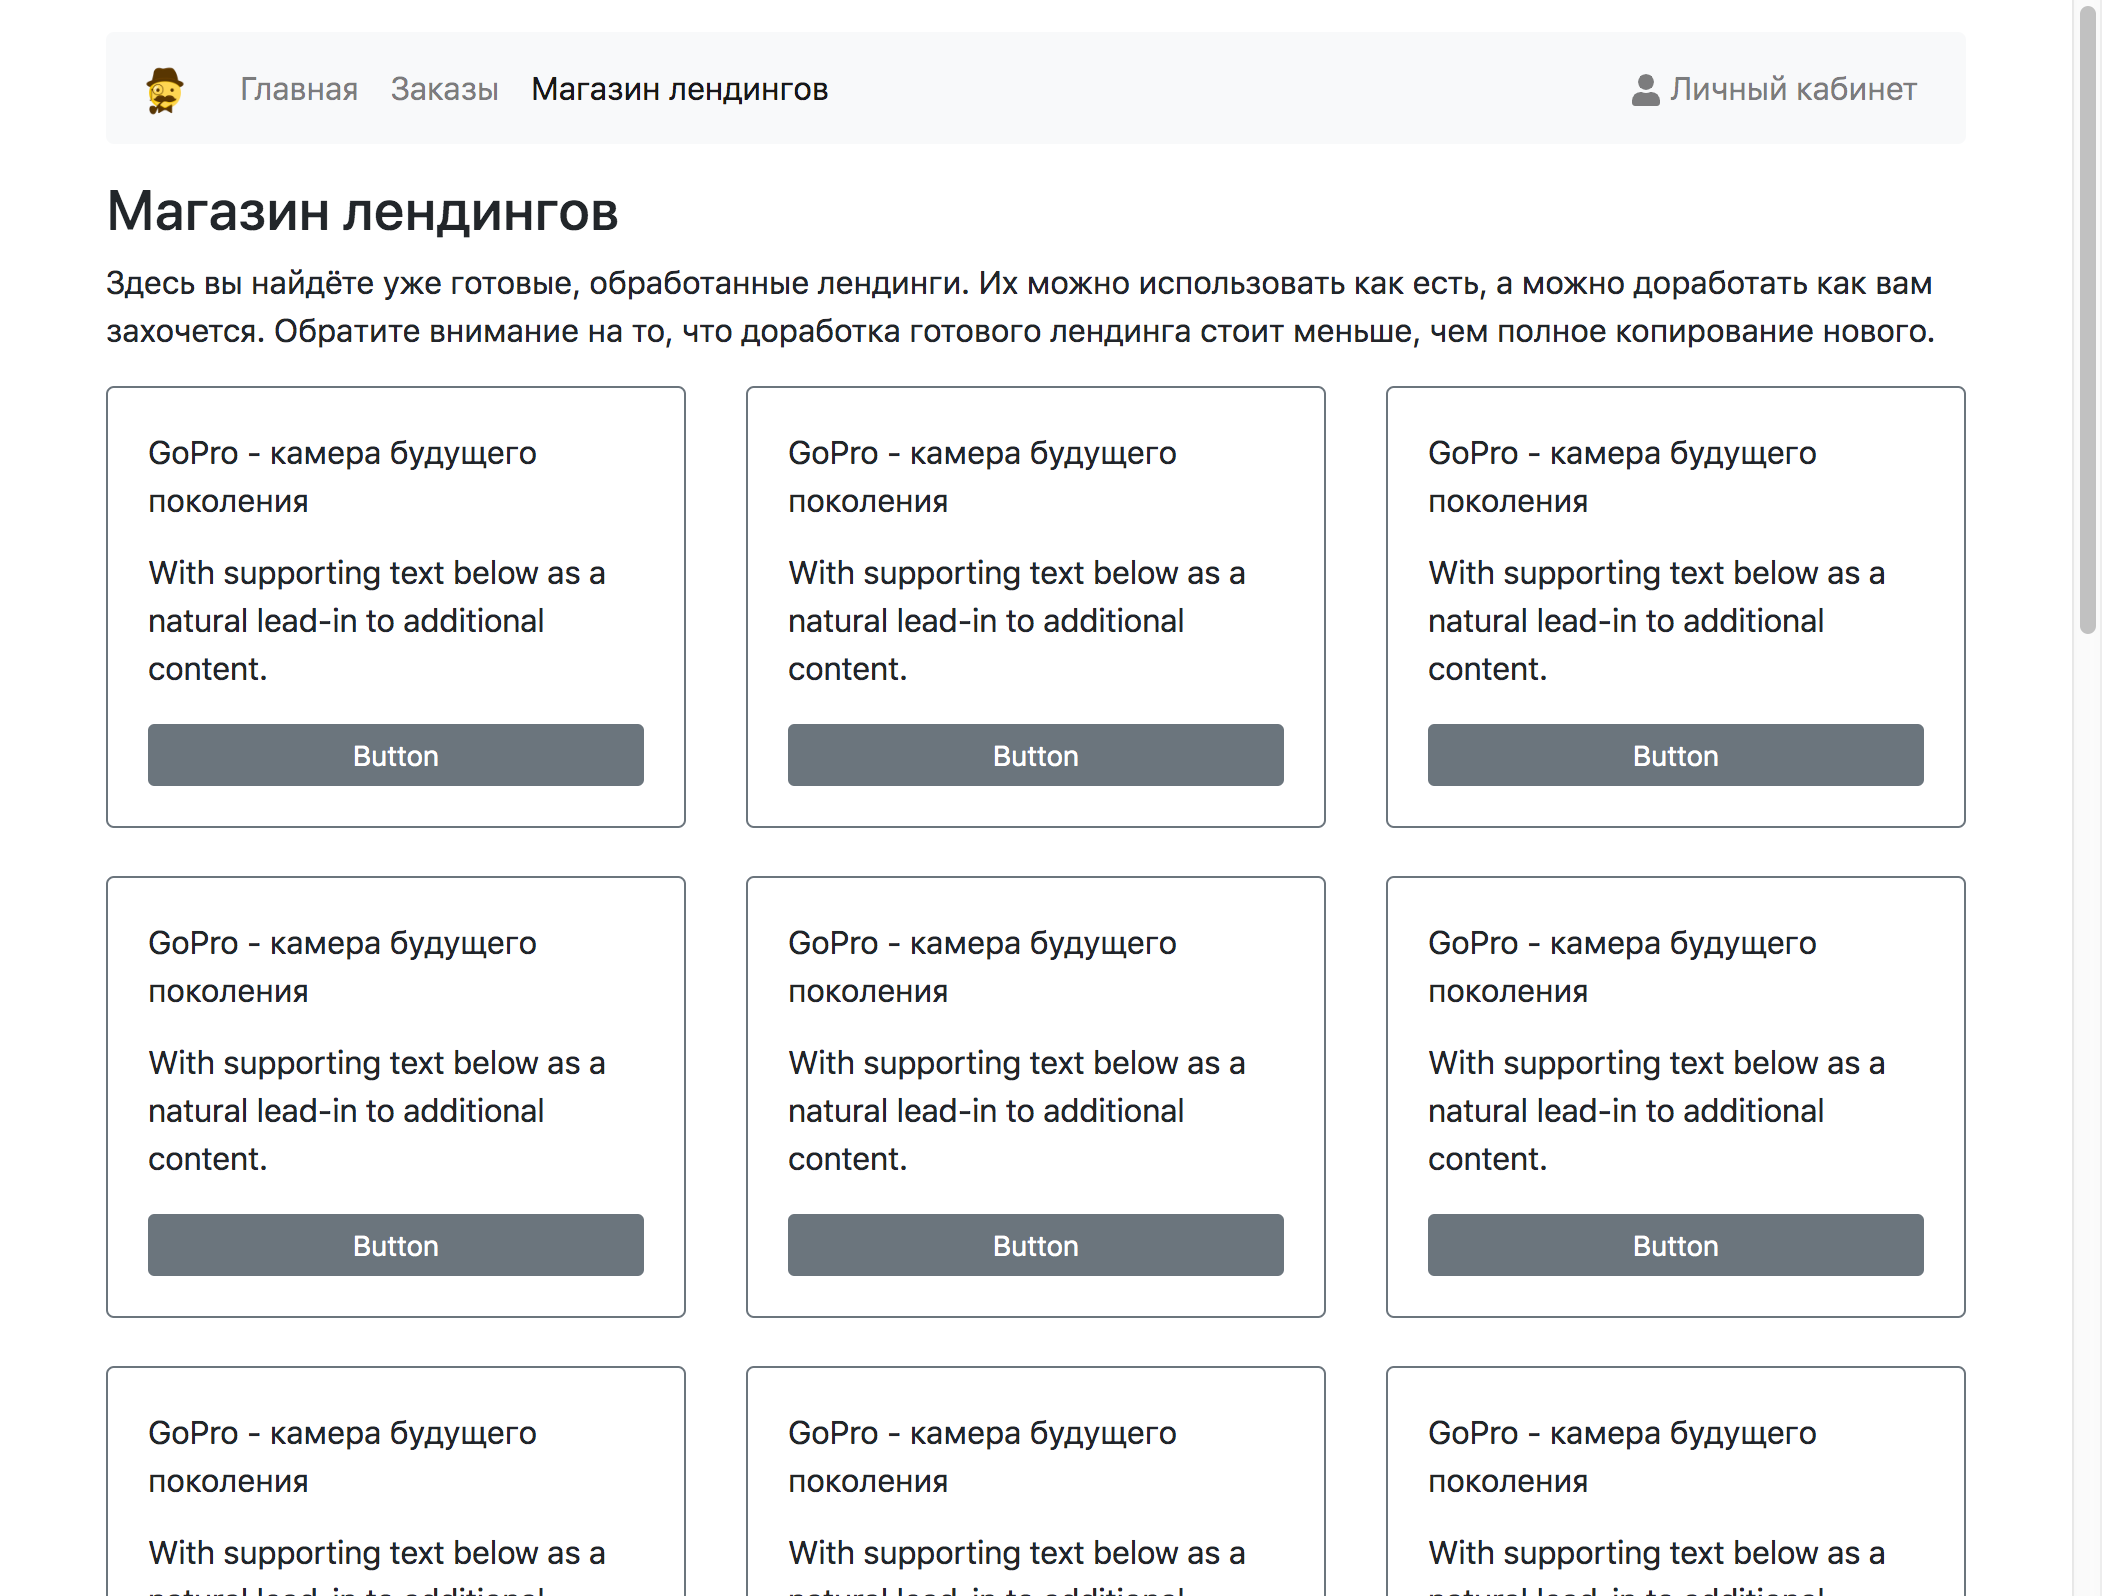 Главная Заказы Магазин лендингов Личный кабинет
Магазин лендингов
Здесь вы найдёте уже готовые, обработанные лендинги. Их можно использовать как есть, а можно доработать как вам
захочется. Обратите внимание на то, что доработка готового лендинга стоит меньше, чем полное копирование нового.
GoPro - камера будущего
поколения
With supporting text below as a
natural lead-in to additional
content.
Button
GoPro - камера будущего
поколения
With supporting text below as a
natural lead-in to additional
content.
Button
GoPro - камера будущего
поколения
With supporting text below as a
natural lead-in to additional
content.
Button
GoPro - камера будущего
поколения
With supporting text below as a
natural lead-in to additional
content.
Button
GoPro - камера будущего
поколения
With supporting text below as a
natural lead-in to additional
content.
Button
GoPro - камера будущего
поколения
With supporting text below as a
natural lead-in to additional
content.
Button
GoPro - камера будущего
поколения
With supporting text below as a
GoPro - камера будущего
поколения
With supporting text below as a
GoPro - камера будущего
поколения
With supporting text below as a